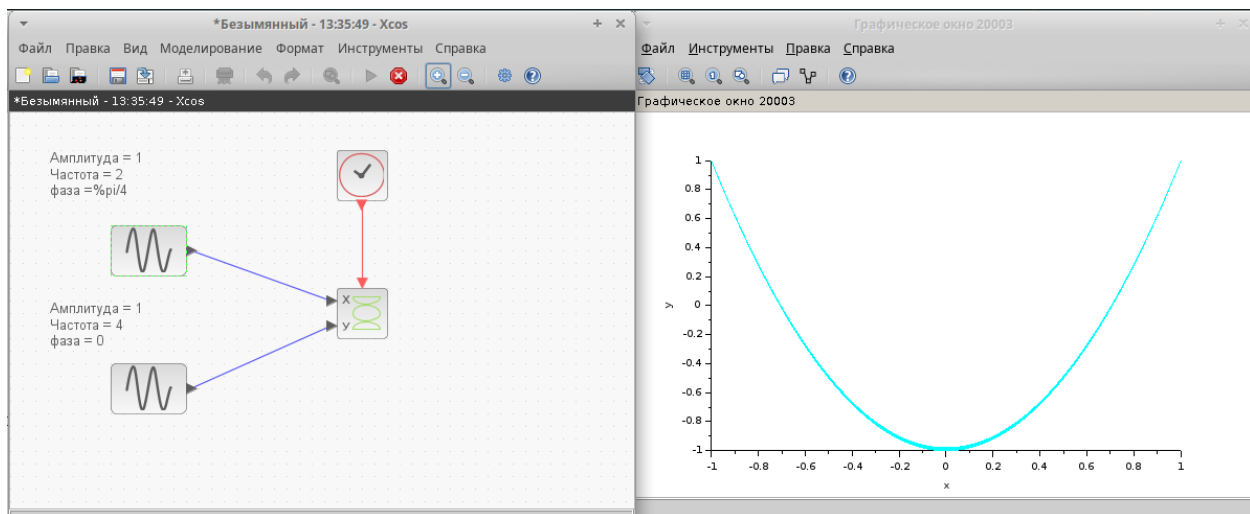 *Безымянный - 13:35:49 - Xcos
Файл Правка Вид Моделирование Формат Инструменты Справка
*Безымянный - 13:35:49 - Xcos
Амплитуда = 1
Частота = 2
фаза =%pi/4
Амплитуда = 1
Частота = 4
фаза = 0
X
У
Графическое окно 20003
Файл Инструменты Правка Справка
Графическое окно 20003
1
0.8
0.6
0.4
0.2
0
-0.2
-0.4
-0.6
-0.8
-1
y
-1 -0.8 -0.6 -0.4 -0.2 0 0.2 0.4 0.6 0.8 1
x